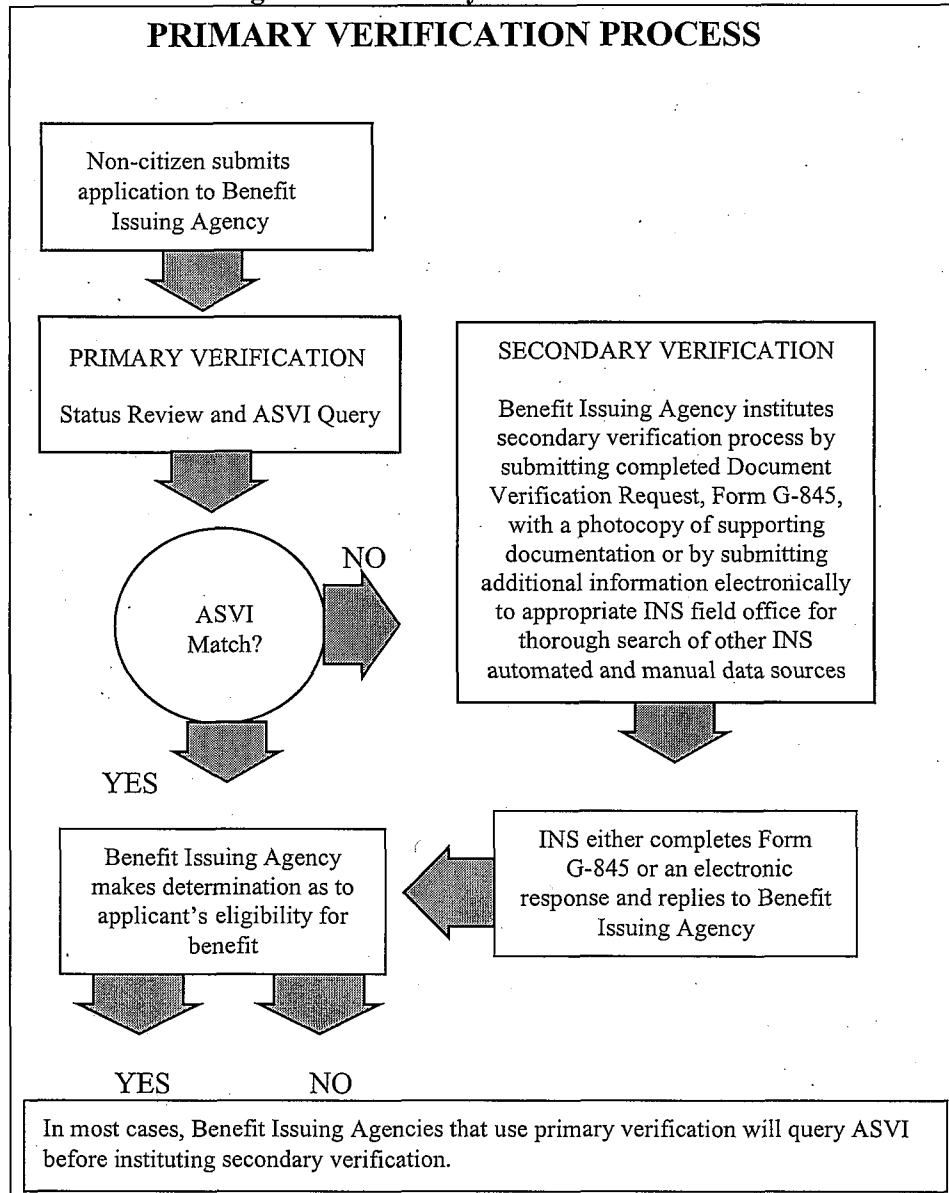 PRIMARY VERIFICATION PROCESS
Non-citizen submits
application to Benefit
Issuing Agency
PRIMARY VERIFICATION
Status Review and ASVI Query
ASVI
Match?
NO
YES
SECONDARY VERIFICATION
Benefit Issuing Agency institutes
secondary verification process by
submitting completed Document
Verification Request, Form G-845,
with a photocopy of supporting
documentation or by submitting
additional information electronically
to appropriate INS field office for
thorough search of other INS
automated and manual data sources
INS either completes Form
G-845 or an electronic
response and replies to Benefit
Issuing Agency
Benefit Issuing Agency
makes determination as to
applicant's eligibility for
benefit
YES NO
In most cases, Benefit Issuing Agencies that use primary verification will query ASVI
before instituting secondary verification.